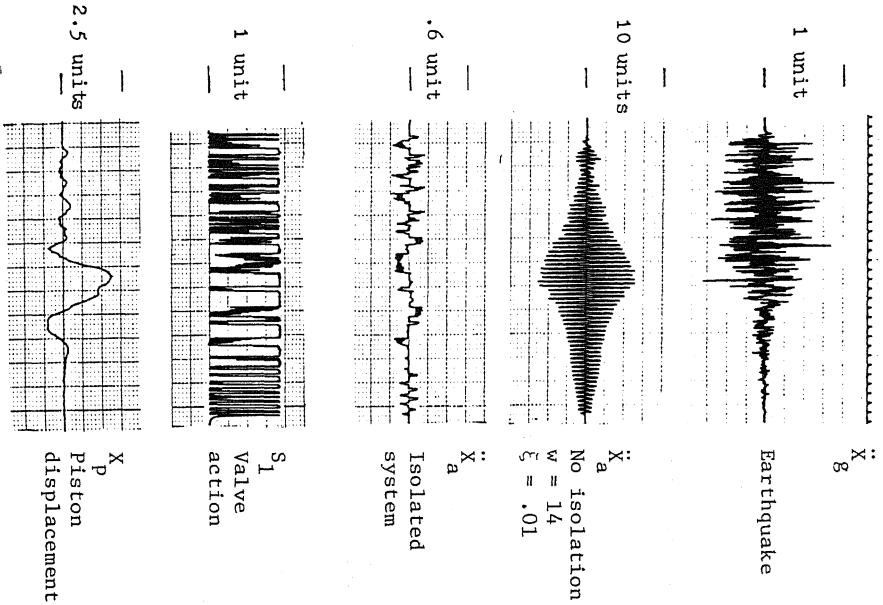 1 unit
Ẍg
Earthquake
10 units
Ẍa
No isolation
w = 14
ξ = .01
.6 unit
Ẍa
Isolated
system
1 unit
S1
Valve
action
2.5 units
Xp
Piston
displacement